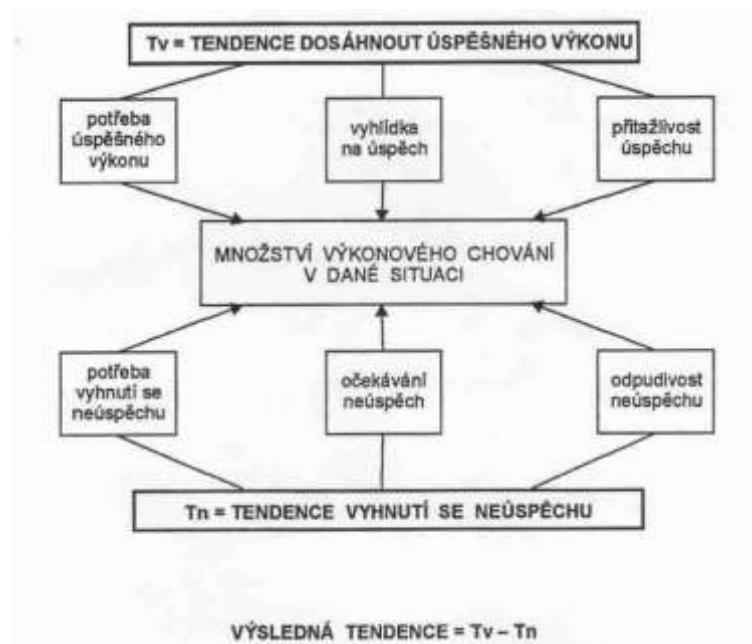 Tv = TENDENCE DOSÁHNOUT ÚSPĚŠNÉHO VÝKONU
potřeba
úspěšného
výkonu
vyhlídka
na úspěch
přitažlivost
úspěchu
MNOŽSTVÍ VÝKONOVÉHO CHOVÁNÍ
V DANÉ SITUACI
potřeba
vyhnutí se
neúspěchu
očekávání
neúspěch
odpudivost
neúspěchu
Tn = TENDENCE VYHNUTÍ SE NEÚSPĚCHU
VÝSLEDNÁ TENDENCE = Tv – Tn